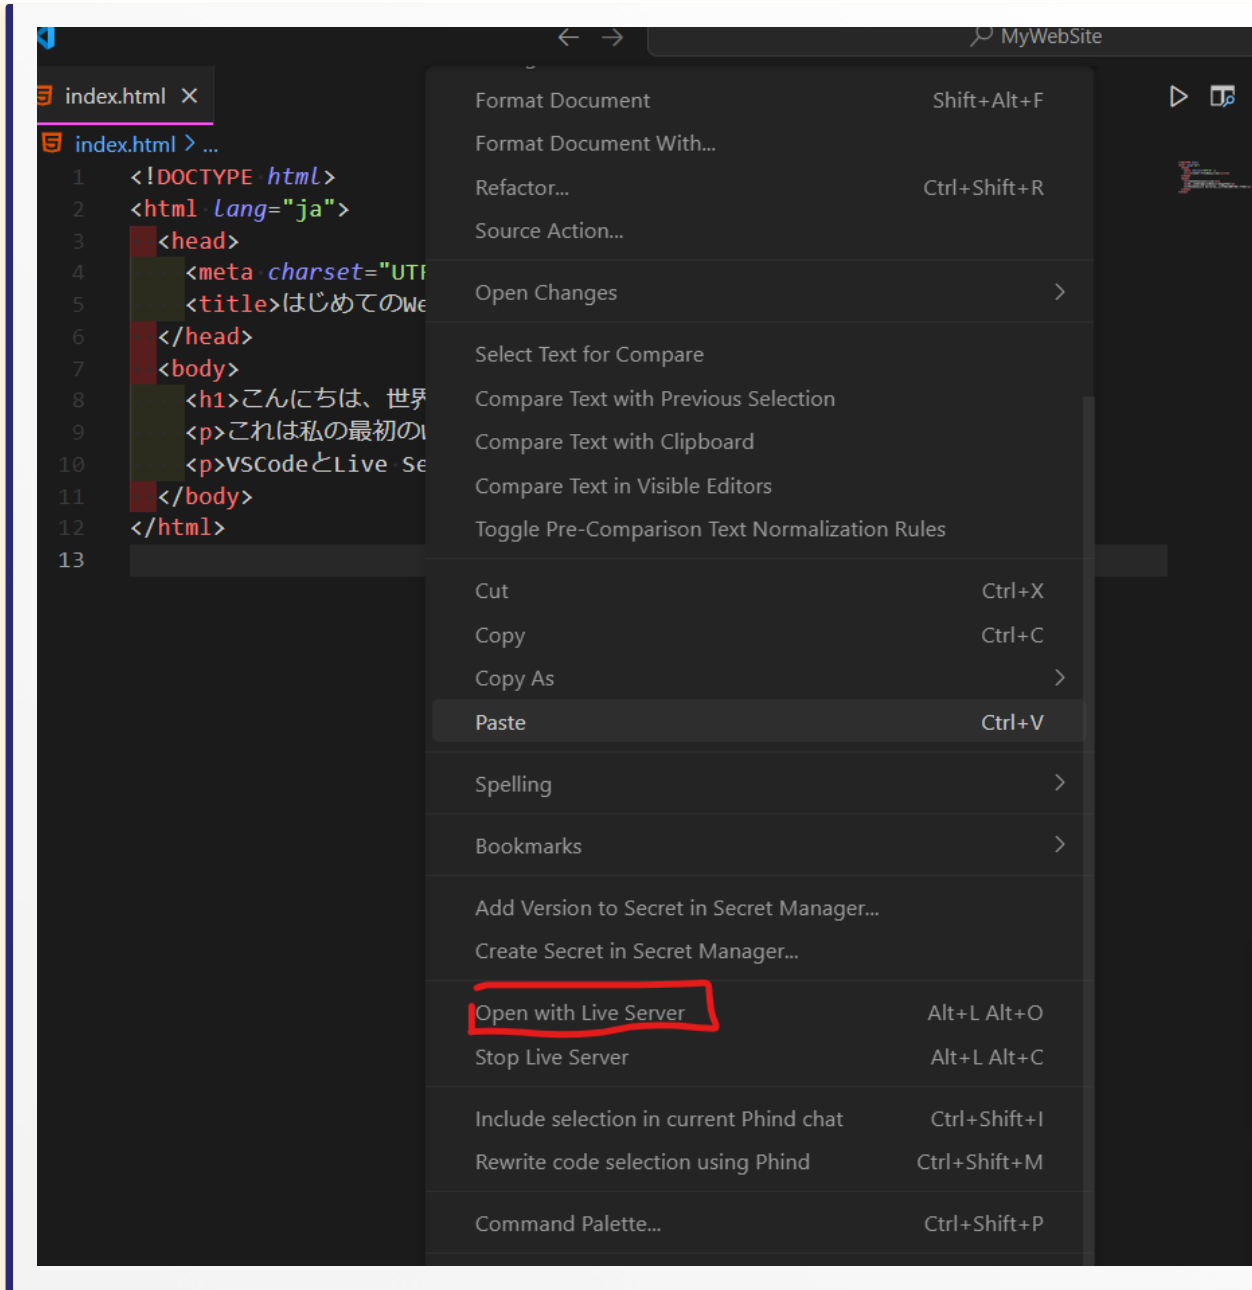 MyWebSite
index.html
index.html > ...
1 <!DOCTYPE html>
2 <html lang="ja">
3 <head>
4 <meta charset="UTF
5 <title>はじめてのWe
6 </head>
7 <body>
8 <h1>こんにちは、世界
9 <p>これは私の最初の
10 <p>VSCodeとLive Se
11 </body>
12 </html>
13
Format Document Shift+Alt+F
Format Document With...
Refactor... Ctrl+Shift+R
Source Action...
Open Changes
Select Text for Compare
Compare Text with Previous Selection
Compare Text with Clipboard
Compare Text in Visible Editors
Toggle Pre-Comparison Text Normalization Rules
Cut Ctrl+X
Copy Ctrl+C
Copy As
Paste Ctrl+V
Spelling
Bookmarks
Add Version to Secret in Secret Manager...
Create Secret in Secret Manager...
Open with Live Server Alt+L Alt+O
Stop Live Server Alt+L Alt+C
Include selection in current Phind chat Ctrl+Shift+I
Rewrite code selection using Phind Ctrl+Shift+M
Command Palette... Ctrl+Shift+P